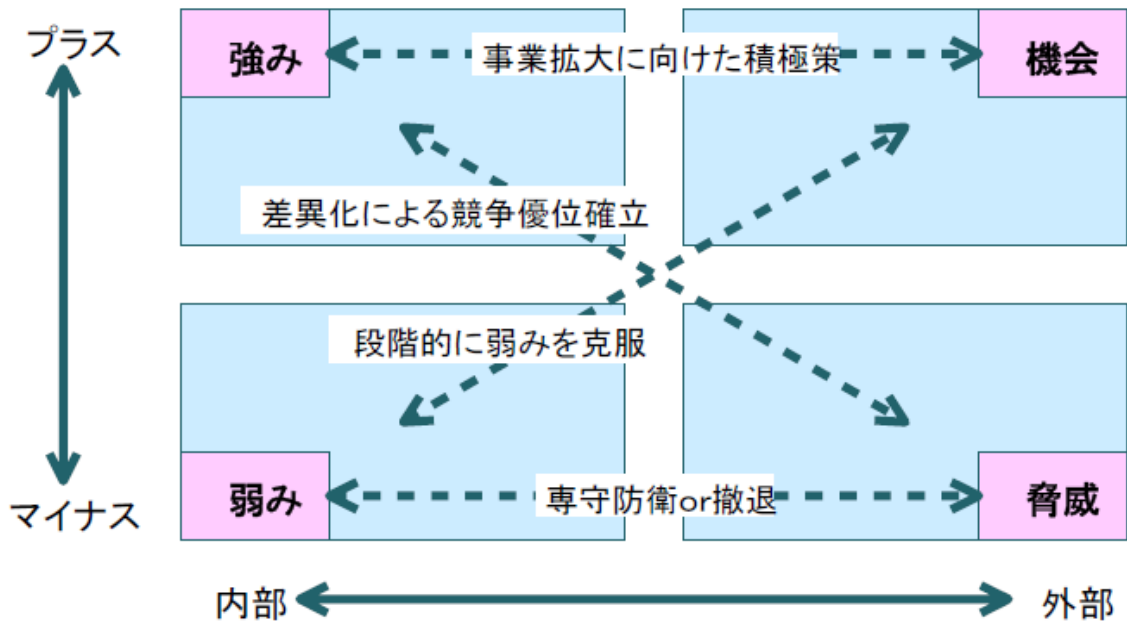 プラス
強み
事業拡大に向けた積極策
機会
差異化による競争優位確立
段階的に弱みを克服
マイナス
弱み
専守防衛or撤退
脅威
内部
外部